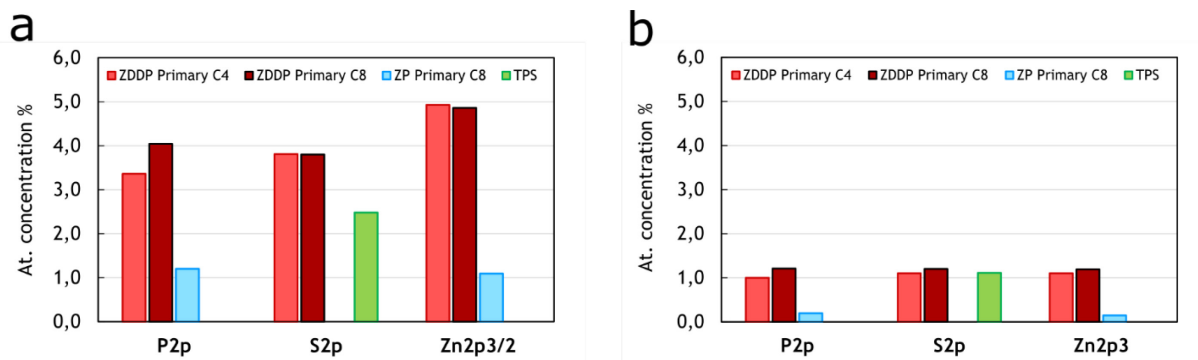 a
6,0
5,0
4,0
3,0
2,0
1,0
0,0
At. concentration %
ZDDP Primary C4 ZDDP Primary C8 ZP Primary C8 TPS
P2p S2p Zn2p3/2
b
6,0
5,0
4,0
3,0
2,0
1,0
0,0
At. concentration %
ZDDP Primary C4 ZDDP Primary C8 ZP Primary C8 TPS
P2p S2p Zn2p3